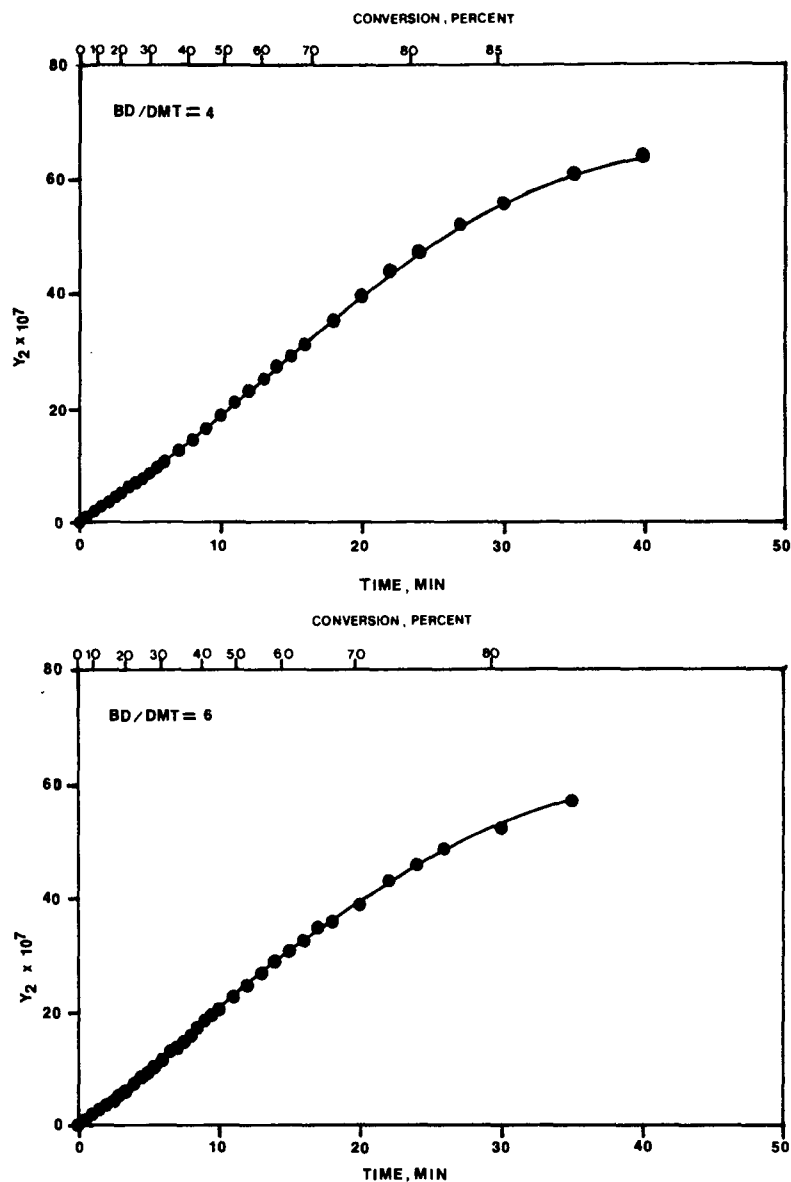 CONVERSION, PERCENT
0 10 20 30 40 50 60 70 80 85
80
BD/DMT = 4
60
40
Y2 x 10^7
20
0
0 10 20 30 40 50
TIME, MIN
CONVERSION, PERCENT
0 10 20 30 40 50 60 70 80
80
BD/DMT = 6
60
40
Y2 x 10^7
20
0
0 10 20 30 40 50
TIME, MIN